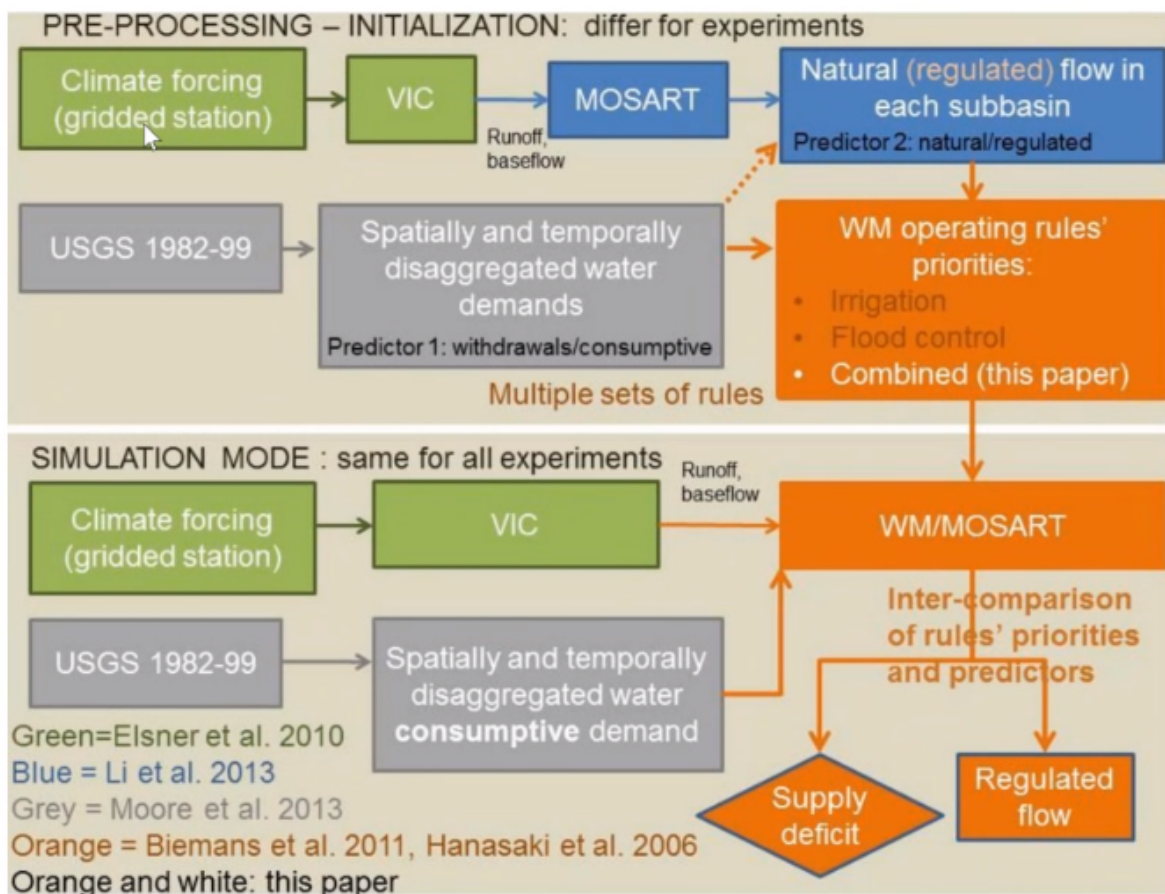 PRE-PROCESSING – INITIALIZATION: differ for experiments
Climate forcing
(gridded station)
VIC
Runoff,
baseflow
MOSART
Natural (regulated) flow in
each subbasin
Predictor 2: natural/regulated
USGS 1982-99
Spatially and temporally
disaggregated water
demands
Predictor 1: withdrawals/consumptive
WM operating rules’
priorities:
• Irrigation
• Flood control
• Combined (this paper)
Multiple sets of rules
SIMULATION MODE : same for all experiments
Climate forcing
(gridded station)
VIC
Runoff,
baseflow
WM/MOSART
USGS 1982-99
Spatially and temporally
disaggregated water
consumptive demand
Inter-comparison
of rules’ priorities
and predictors
Supply
deficit
Regulated
flow
Green=Elsner et al. 2010
Blue = Li et al. 2013
Grey = Moore et al. 2013
Orange = Biemans et al. 2011, Hanasaki et al. 2006
Orange and white: this paper